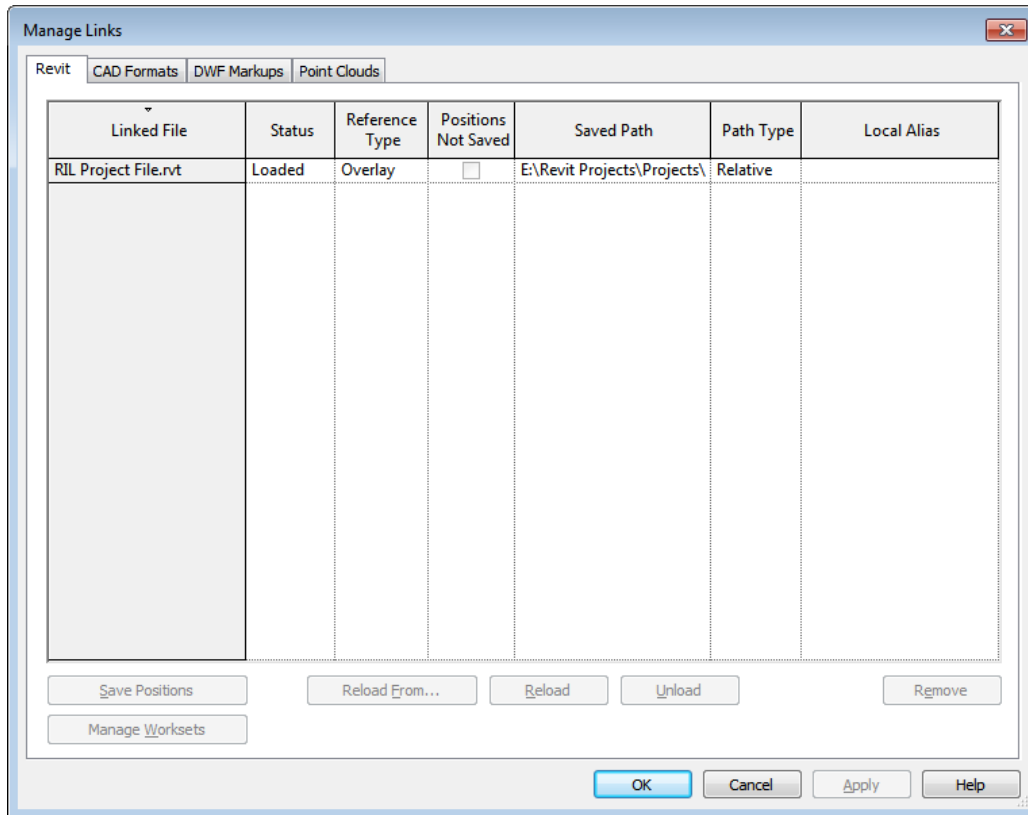 Manage Links
Revit CAD Formats DWF Markups Point Clouds
Linked File Status Reference Type Positions Not Saved Saved Path Path Type Local Alias
RIL Project File.rvt Loaded Overlay E:\Revit Projects\Projects\ Relative
Save Positions Reload From... Reload Unload Remove
Manage Worksets
OK Cancel Apply Help